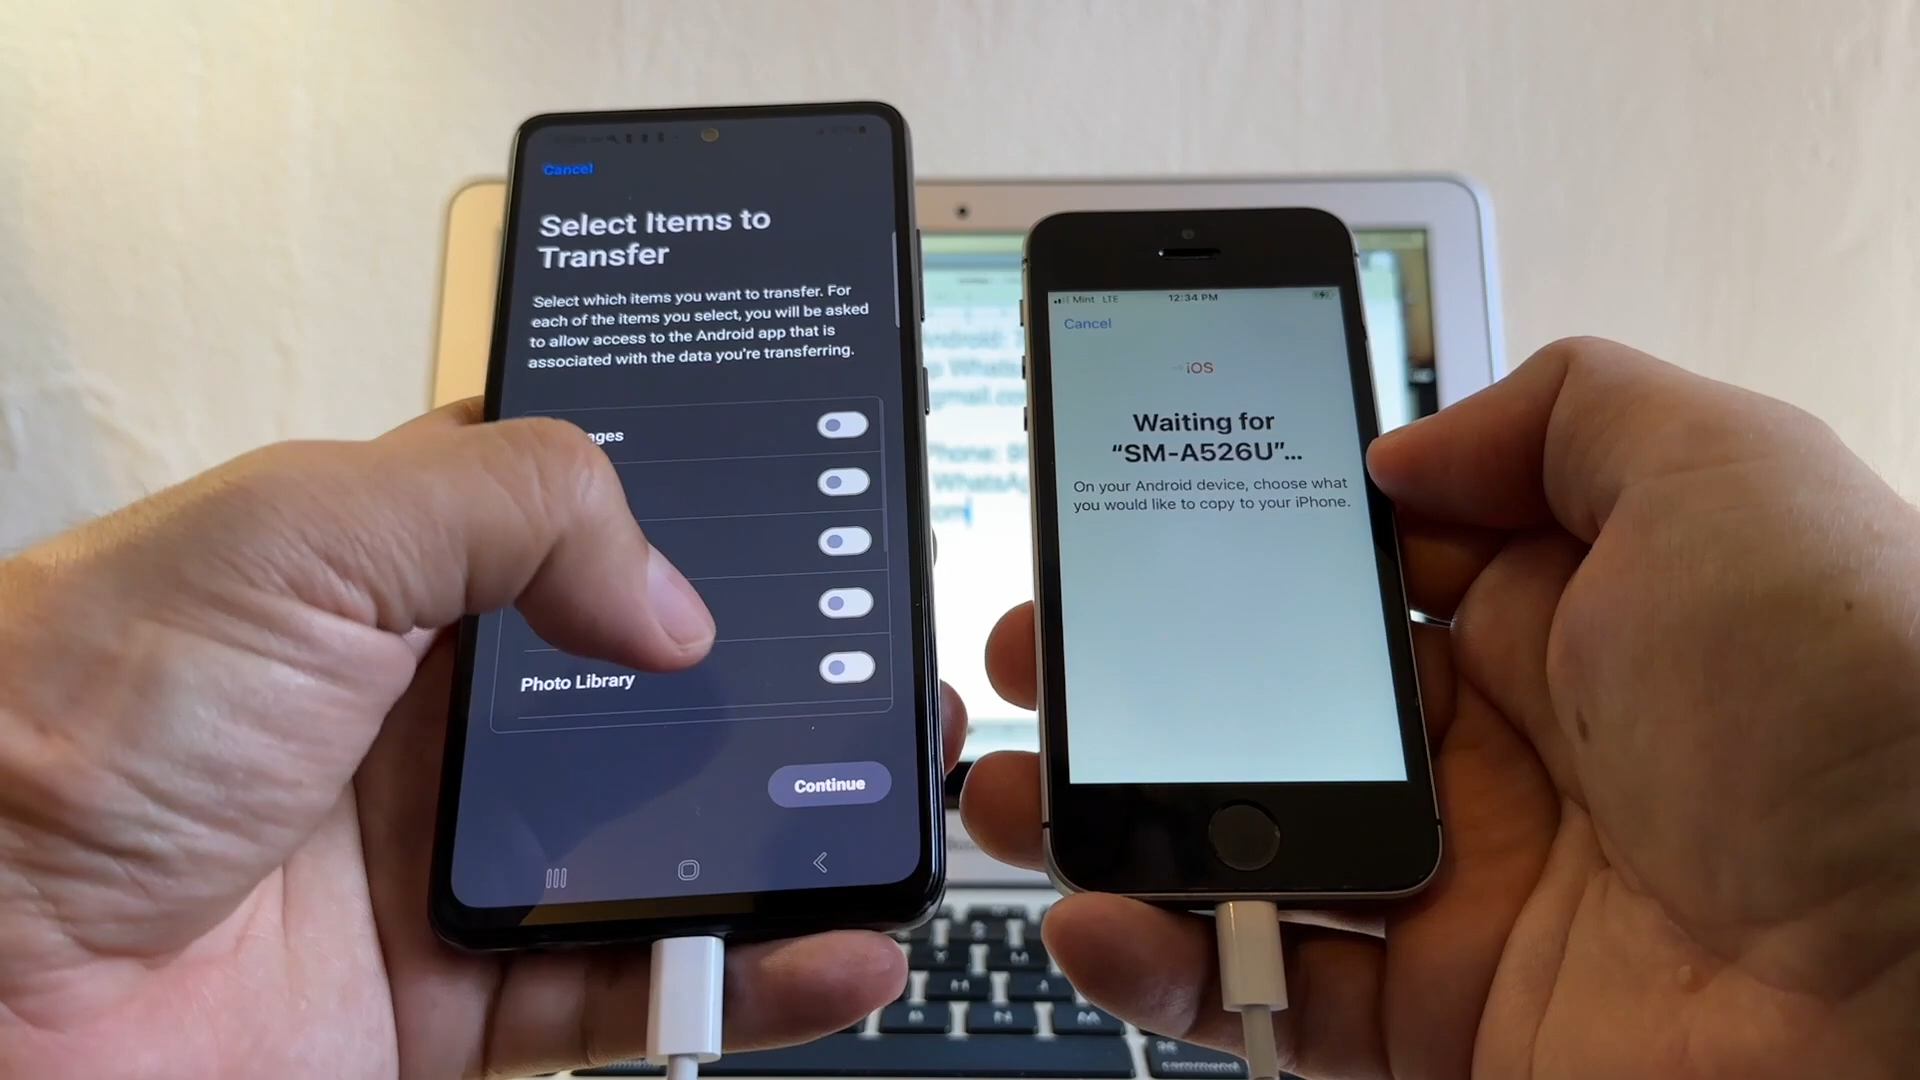 Cancel
Select Items to
Transfer
Select which items you want to transfer. For
each of the items you select, you will be asked
to allow access to the Android app that is
associated with the data you're transferring.
ages
Photo Library
Continue
Mint LTE
12:34 PM
Cancel
iOS
Waiting for
“SM-A526U”...
On your Android device, choose what
you would like to copy to your iPhone.
command